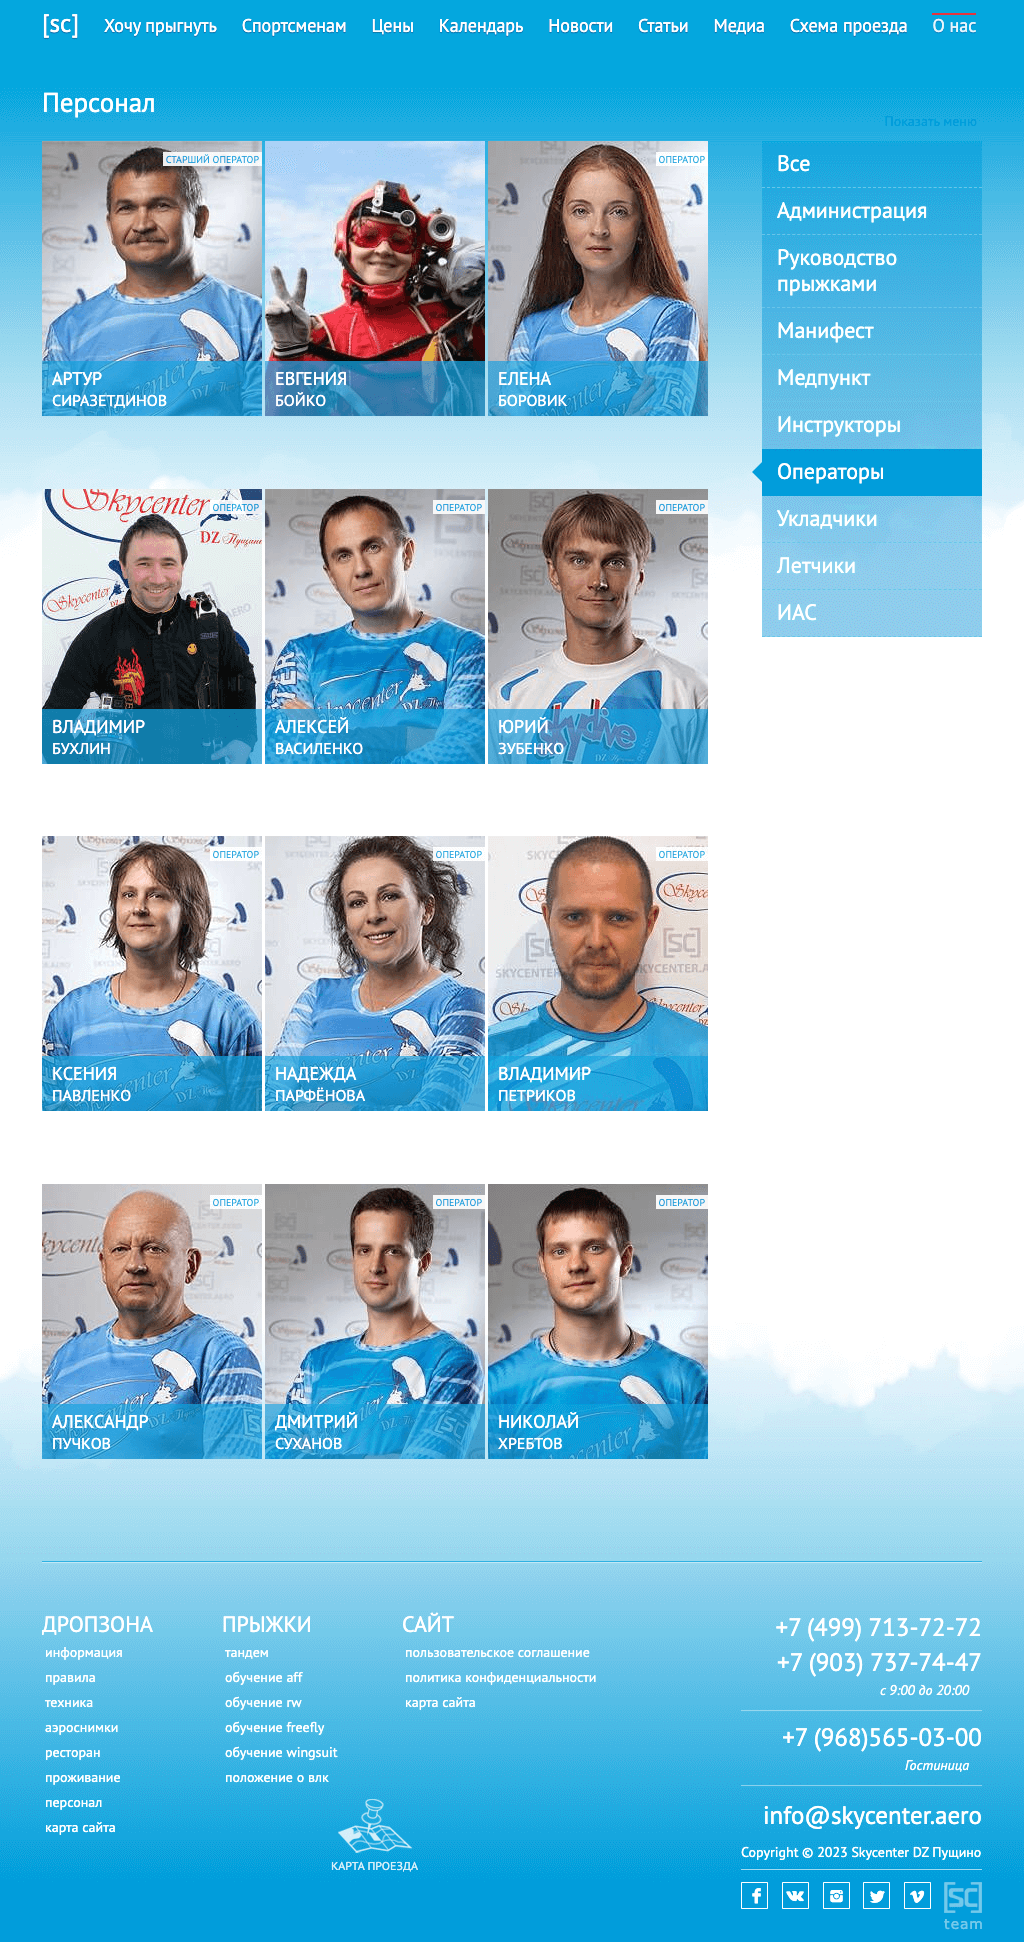 [sc] Хочу прыгнуть Спортсменам Цены Календарь Новости Статьи Медиа Схема проезда О нас
Персонал
Показать меню
СТАРШИЙ ОПЕРАТОР
АРТУР
СИРАЗЕТДИНОВ
ЕВГЕНИЯ
БОЙКО
ОПЕРАТОР
ЕЛЕНА
БОРОВИК
Skycenter
DZ Пущино
ОПЕРАТОР
ВЛАДИМИР
БУХЛИН
ОПЕРАТОР
АЛЕКСЕЙ
ВАСИЛЕНКО
ОПЕРАТОР
ЮРИЙ
ЗУБЕНКО
ОПЕРАТОР
КСЕНИЯ
ПАВЛЕНКО
ОПЕРАТОР
НАДЕЖДА
ПАРФЁНОВА
ОПЕРАТОР
ВЛАДИМИР
ПЕТРИКОВ
ОПЕРАТОР
АЛЕКСАНДР
ПУЧКОВ
ОПЕРАТОР
ДМИТРИЙ
СУХАНОВ
ОПЕРАТОР
НИКОЛАЙ
ХРЕБТОВ
Все
Администрация
Руководство
прыжками
Манифест
Медпункт
Инструкторы
Операторы
Укладчики
Летчики
ИАС
ДРОПЗОНА
информация
правила
техника
аэроснимки
ресторан
проживание
персонал
карта сайта
ПРЫЖКИ
тандем
обучение aff
обучение rw
обучение freefly
обучение wingsuit
положение о влк
САЙТ
пользовательское соглашение
политика конфиденциальности
карта сайта
КАРТА ПРОЕЗДА
+7 (499) 713-72-72
+7 (903) 737-74-47
с 9:00 до 20:00
+7 (968)565-03-00
Гостиница
info@skycenter.aero
Copyright © 2023 Skycenter DZ Пущино
[sc]
team